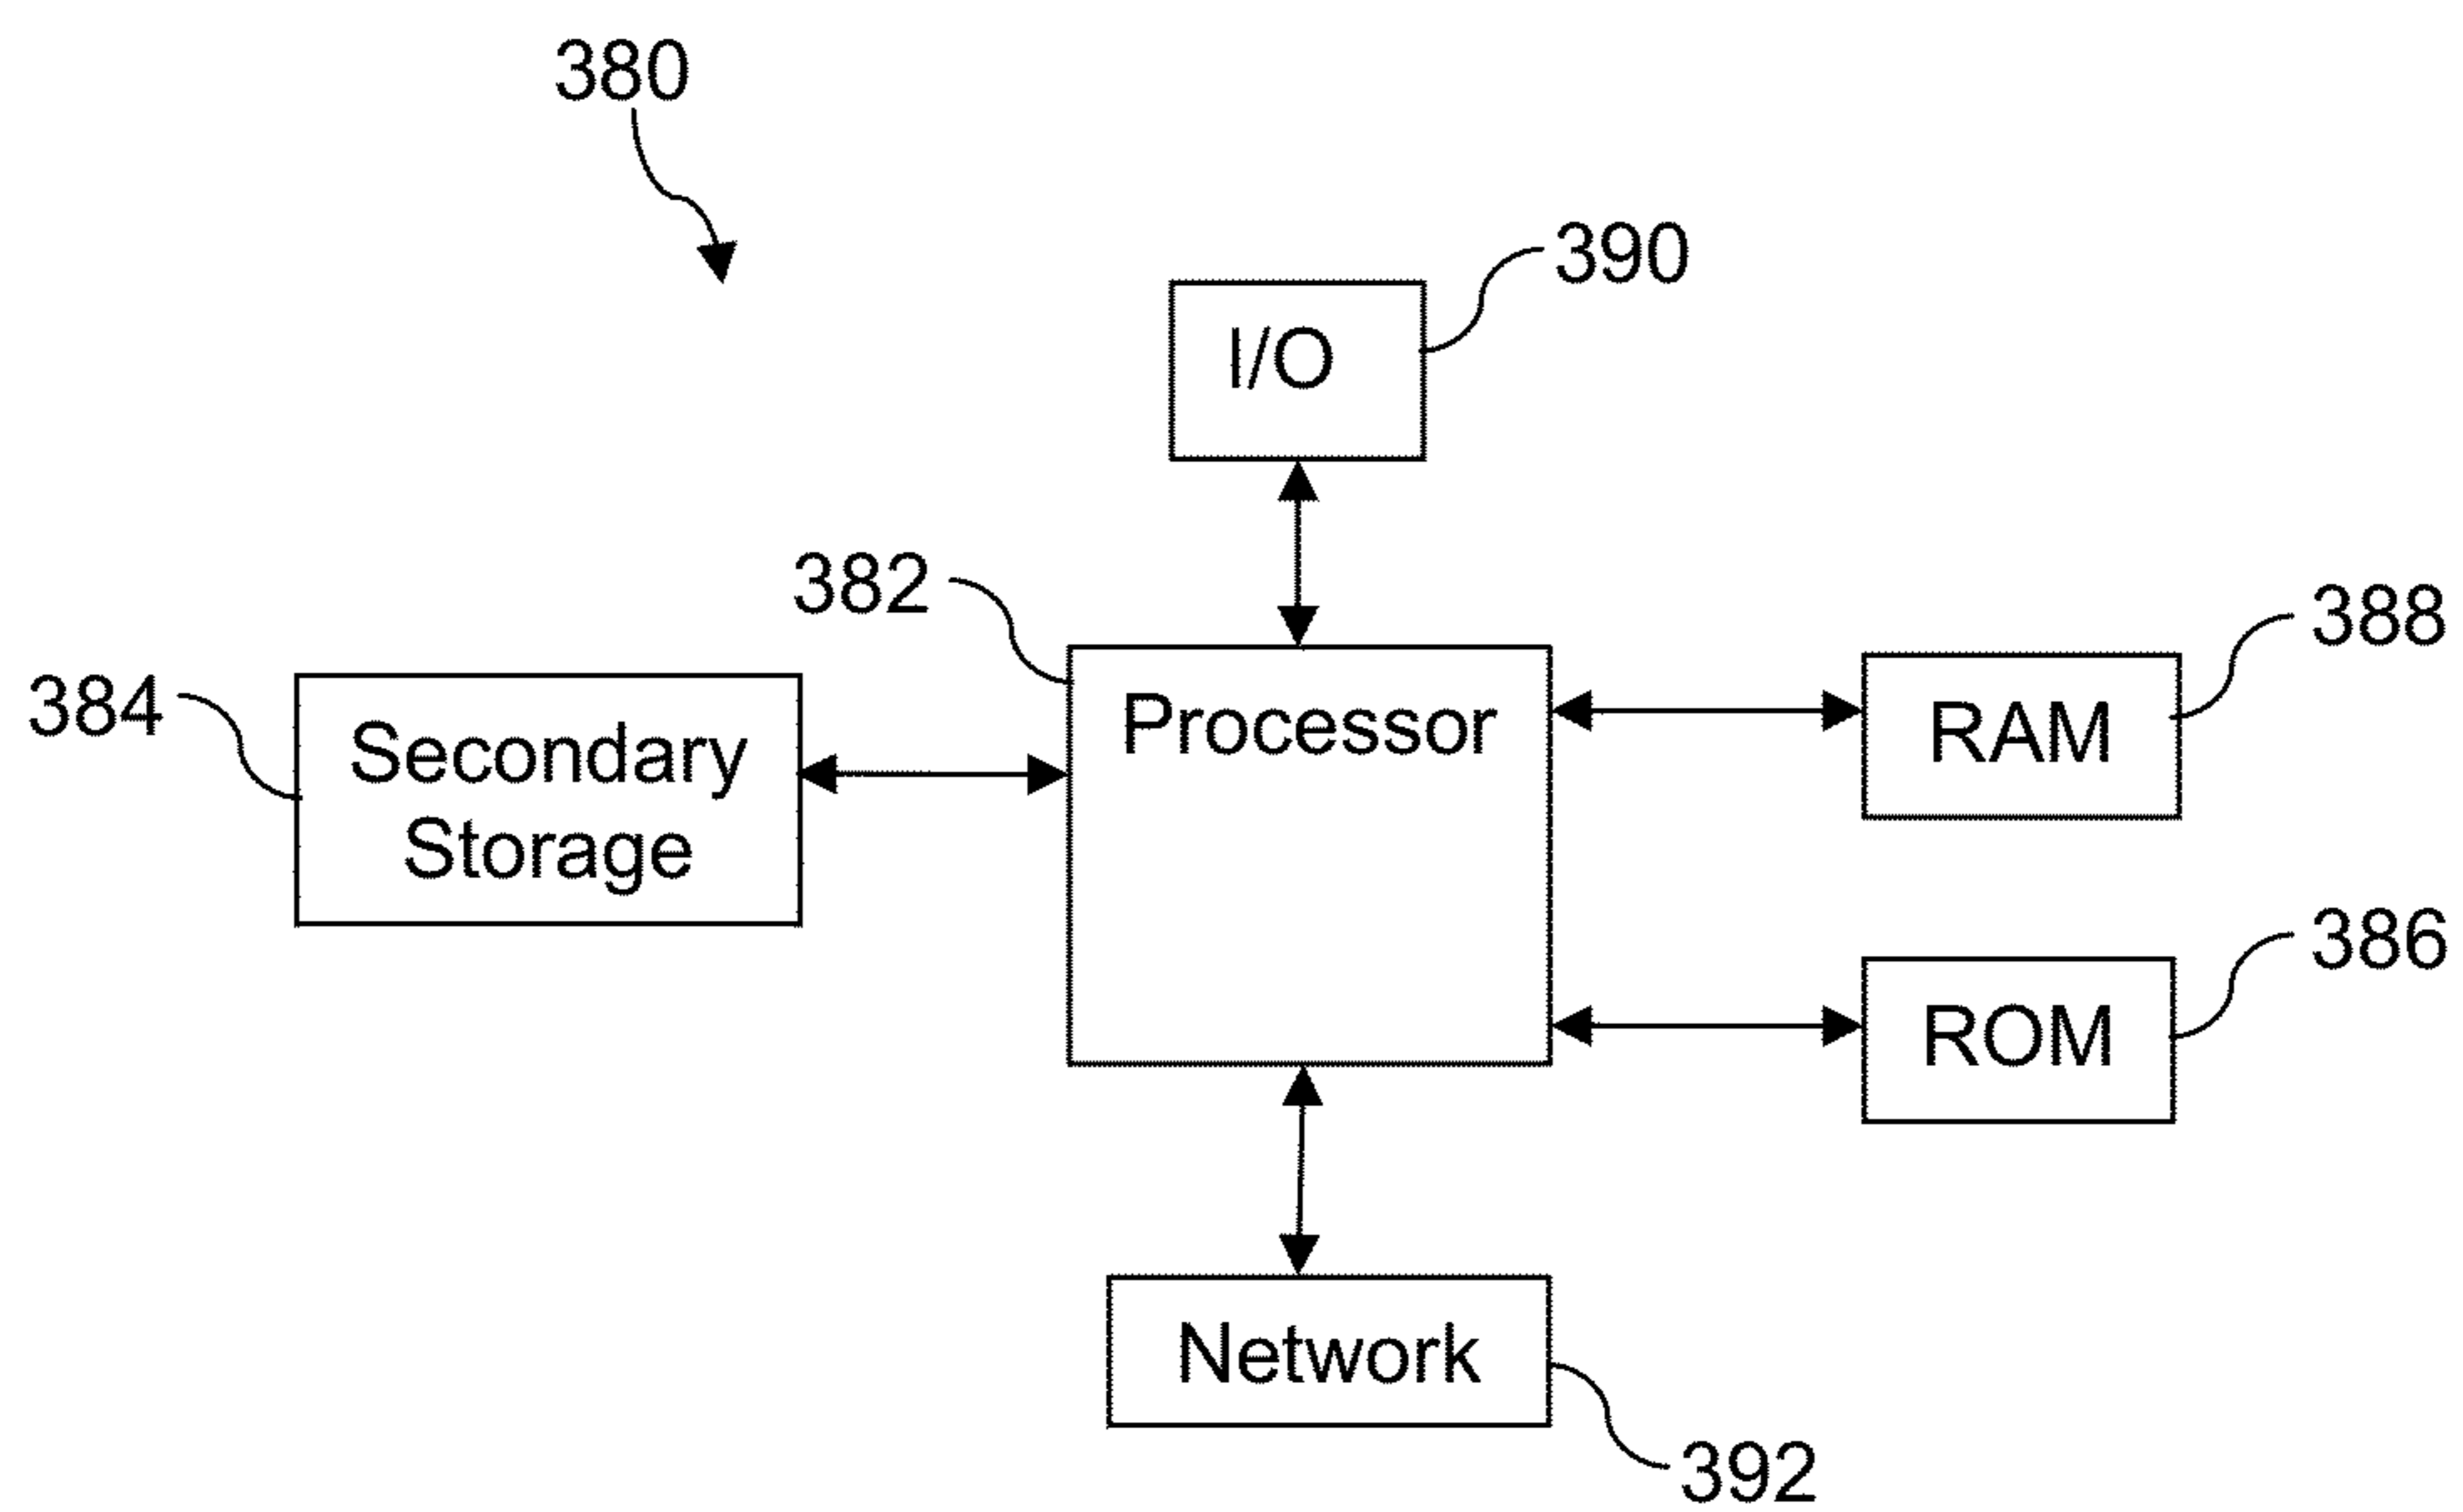 380
390
I/O
382
388
384
Processor
RAM
Secondary
Storage
386
ROM
Network
392